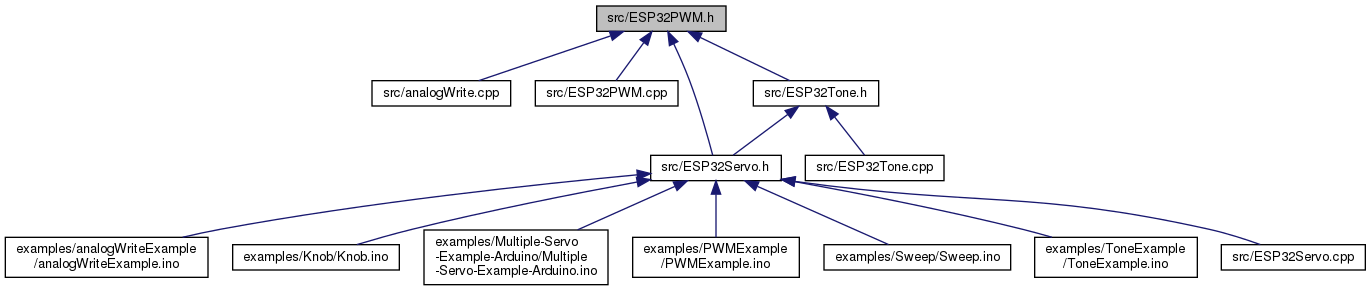 src/ESP32PWM.h
src/analogWrite.cpp
src/ESP32PWM.cpp
src/ESP32Tone.h
src/ESP32Servo.h
src/ESP32Tone.cpp
examples/analogWriteExample
/analogWriteExample.ino
examples/Knob/Knob.ino
examples/Multiple-Servo
-Example-Arduino/Multiple
-Servo-Example-Arduino.ino
examples/PWMExample
/PWMExample.ino
examples/Sweep/Sweep.ino
examples/ToneExample
/ToneExample.ino
src/ESP32Servo.cpp